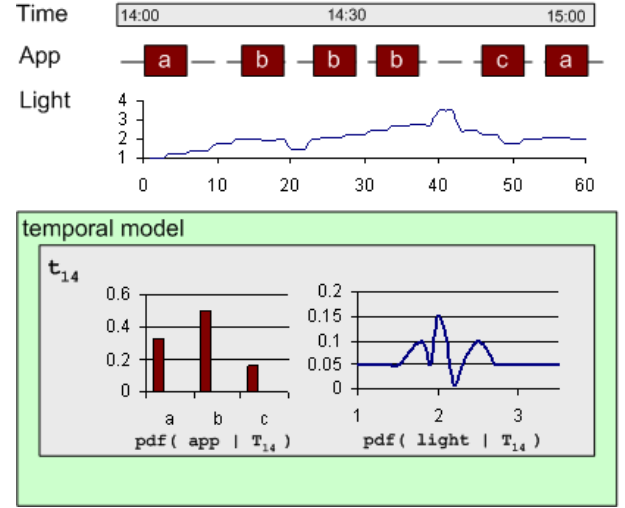 Time 14:00 14:30 15:00
App a b b b c a
Light 4
3
2
1
0 10 20 30 40 50 60
temporal model
t14
0.6
0.4
0.2
0
a b c
pdf( app | T14 )
0.2
0.15
0.1
0.05
0
1 2 3
pdf( light | T14 )